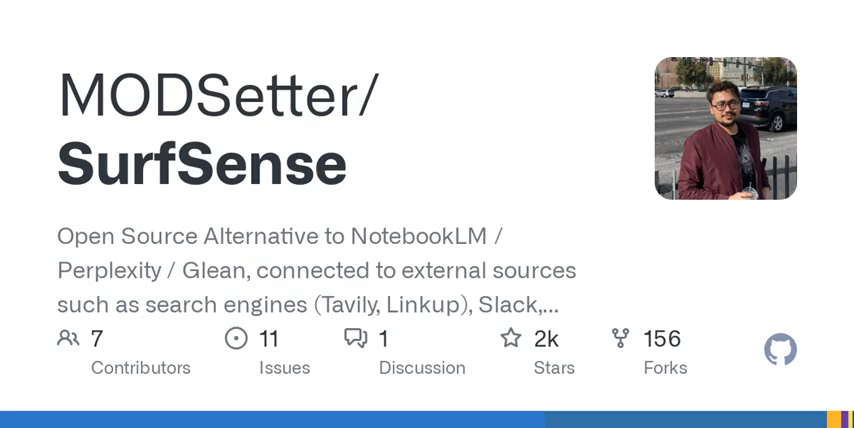 MODSetter/
SurfSense
Open Source Alternative to NotebookLM /
Perplexity / Glean, connected to external sources
such as search engines (Tavily, Linkup), Slack,...
7 11 1 2k 156
Contributors Issues Discussion Stars Forks